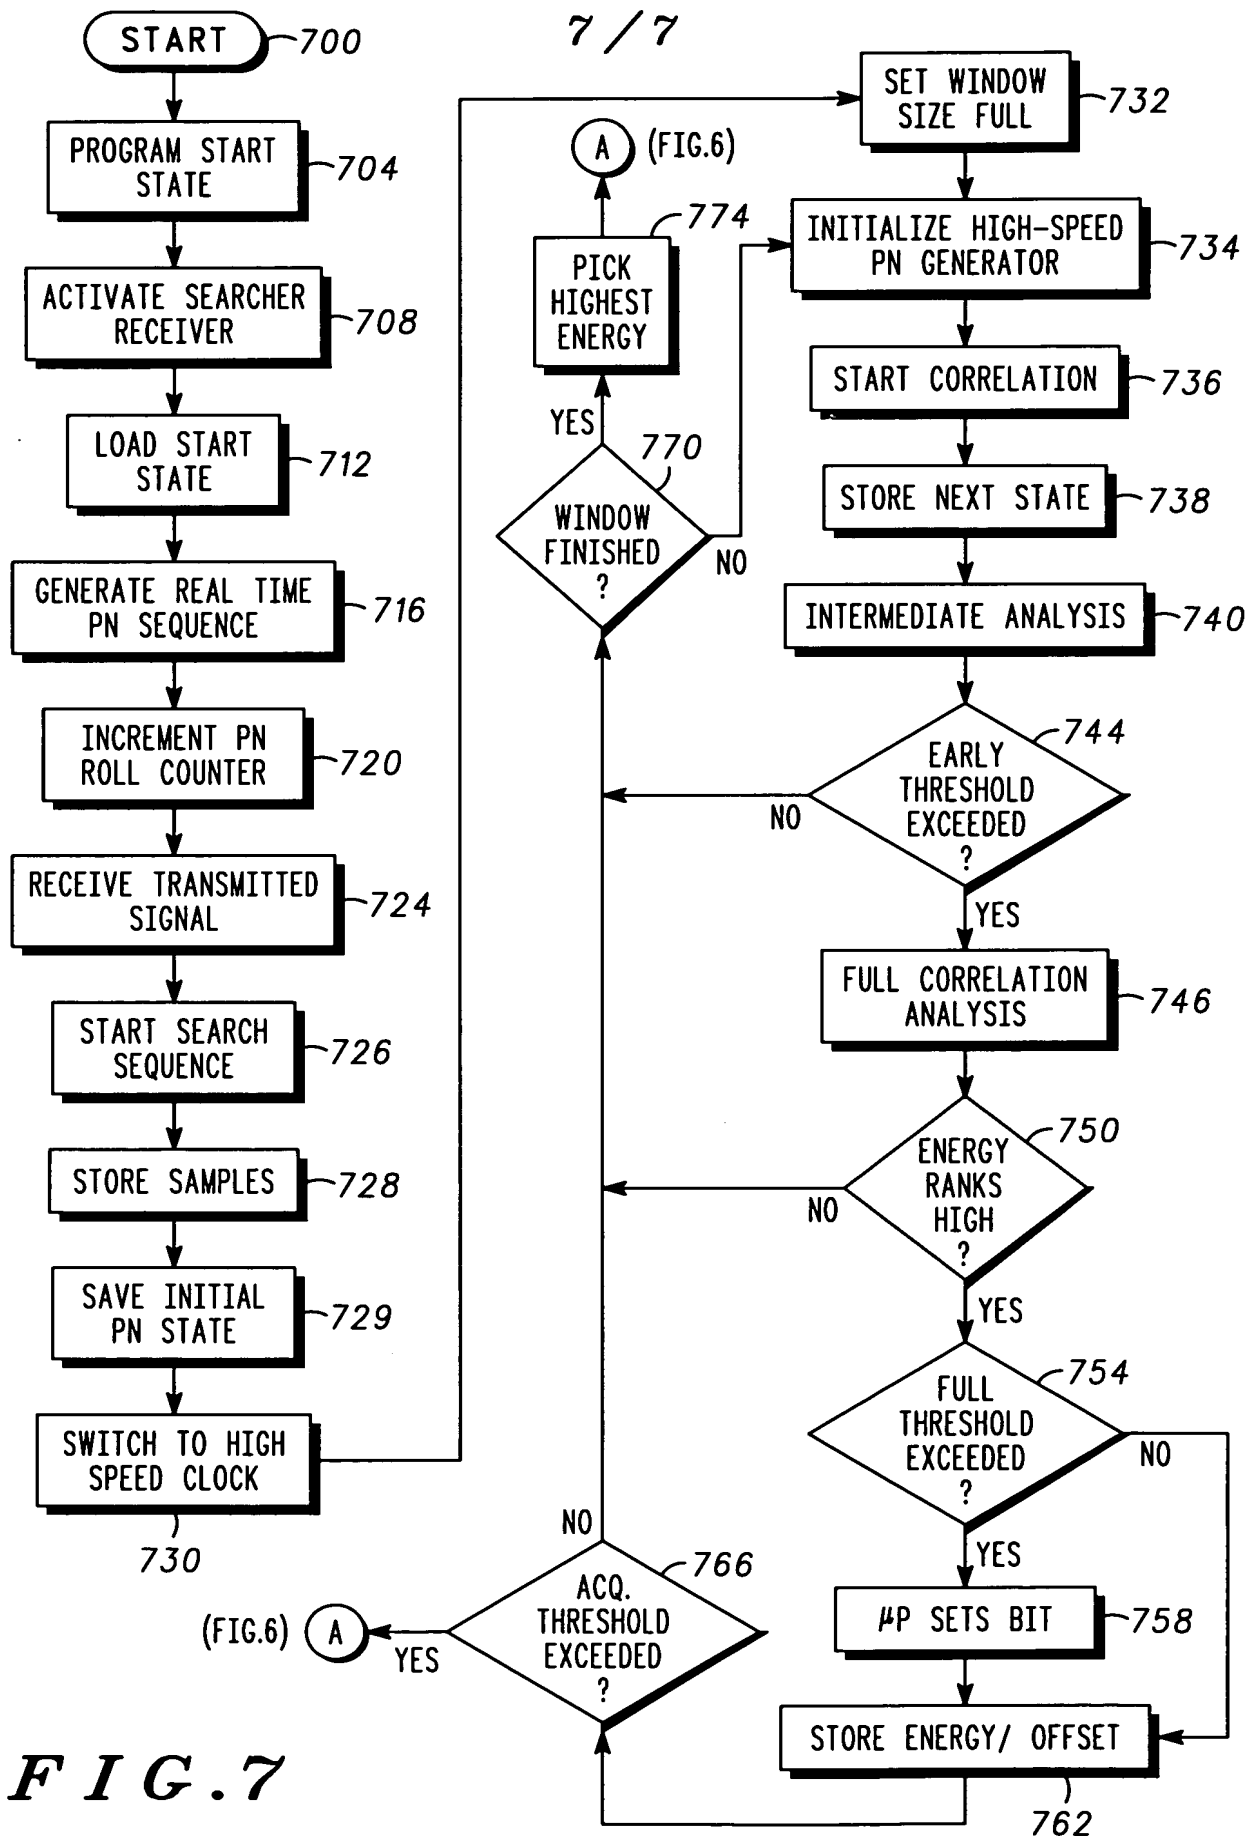 7/7
START
700
PROGRAM START
STATE
704
ACTIVATE SEARCHER
RECEIVER
708
LOAD START
STATE
712
GENERATE REAL TIME
PN SEQUENCE
716
INCREMENT PN
ROLL COUNTER
720
RECEIVE TRANSMITTED
SIGNAL
724
START SEARCH
SEQUENCE
726
STORE SAMPLES
728
SAVE INITIAL
PN STATE
729
SWITCH TO HIGH
SPEED CLOCK
730
SET WINDOW
SIZE FULL
732
INITIALIZE HIGH-SPEED
PN GENERATOR
734
START CORRELATION
736
STORE NEXT STATE
738
INTERMEDIATE ANALYSIS
740
EARLY
THRESHOLD
EXCEEDED
?
744
NO
YES
FULL CORRELATION
ANALYSIS
746
ENERGY
RANKS
HIGH
?
750
NO
YES
FULL
THRESHOLD
EXCEEDED
?
754
NO
YES
μP SETS BIT
758
STORE ENERGY/ OFFSET
762
ACQ.
THRESHOLD
EXCEEDED
?
766
NO
YES
A
(FIG.6)
WINDOW
FINISHED
?
770
NO
YES
PICK
HIGHEST
ENERGY
774
A
(FIG.6)
FIG.7